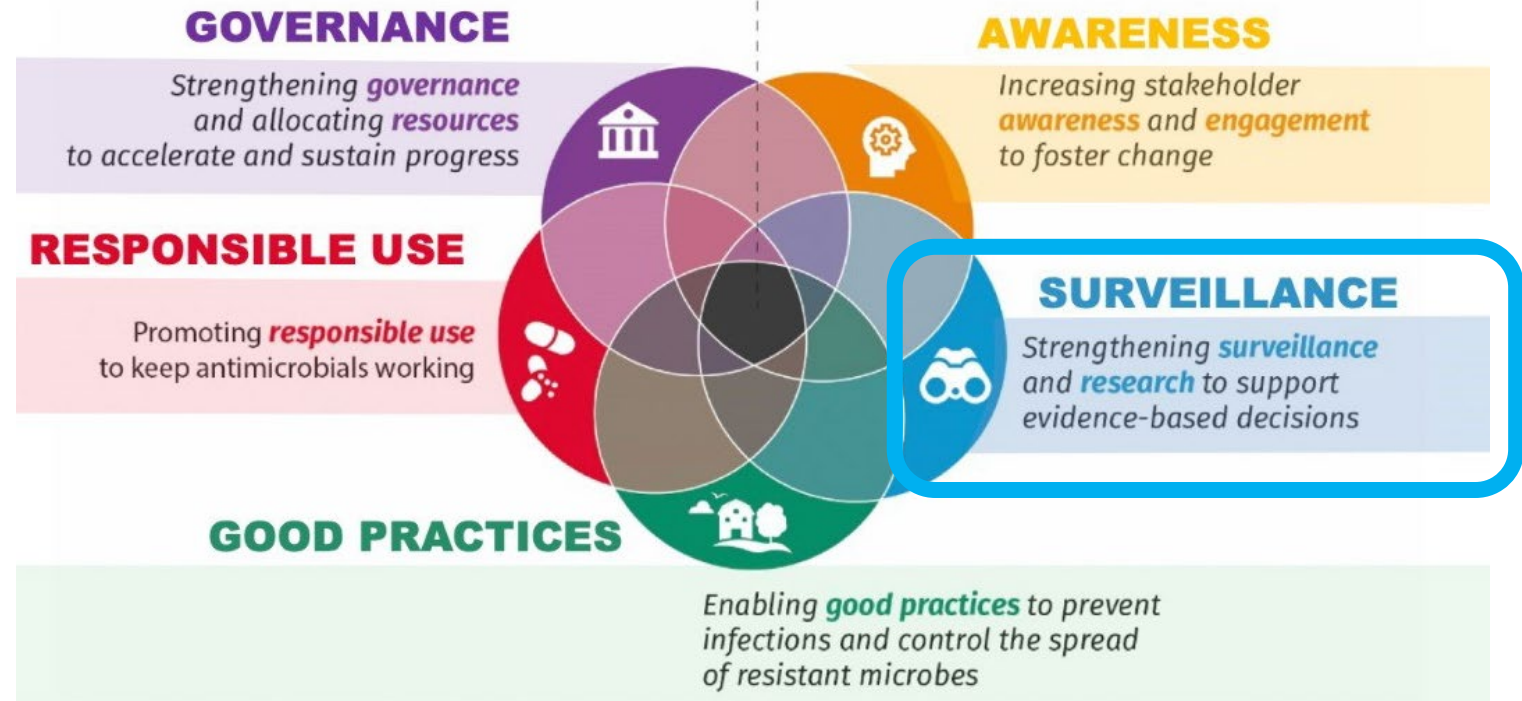 GOVERNANCE
Strengthening governance
and allocating resources
to accelerate and sustain progress
AWARENESS
Increasing stakeholder
awareness and engagement
to foster change
RESPONSIBLE USE
Promoting responsible use
to keep antimicrobials working
SURVEILLANCE
Strengthening surveillance
and research to support
evidence-based decisions
GOOD PRACTICES
Enabling good practices to prevent
infections and control the spread
of resistant microbes